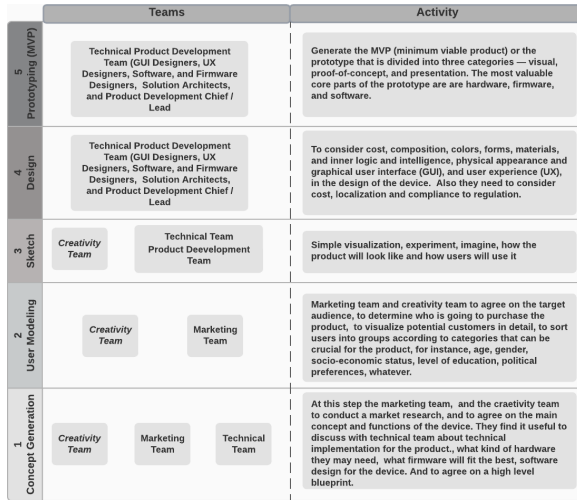 Teams
Activity
5
Prototyping (MVP)
Technical Product Development
Team (GUI Designers, UX
Designers, Software, and Firmware
Designers,  Solution Architects,
and Product Development Chief /
Lead
Generate the MVP (minimum viable product) or the
prototype that is divided into three categories — visual,
proof-of-concept, and presentation. The most valuable
core parts of the prototype are are hardware, firmware,
and software.
4
Design
Technical Product Development
Team (GUI Designers, UX
Designers, Software, and Firmware
Designers,  Solution Architects,
and Product Development Chief /
Lead
To consider cost, composition, colors, forms, materials,
and inner logic and intelligence, physical appearance and
graphical user interface (GUI), and user experience (UX),
in the design of the device.  Also they need to consider
cost, localization and compliance to regulation.
3
Sketch
Creativity
Team
Technical Team
Product Deevelopment
Team
Simple visualization, experiment, imagine, how the
product will look like and how users will use it
2
User Modeling
Creativity
Team
Marketing
Team
Marketing team and creativity team to agree on the target
audience, to determine who is going to purchase the
product,  to visualize potential customers in detail, to sort
users into groups according to categories that can be
crucial for the product, for instance, age, gender,
socio-economic status, level of education, political
preferences, whatever.
1
Concept Generation
Creativity
Team
Marketing
Team
Technical
Team
At this step the marketing team,  and the craetivity team
to conduct a market research, and to agree on the main
concept and functions of the device. They find it useful to
discuss with technical team about technical
implementation for the product., what kind of hardware
they may need,  what firmware will fit the best, software
design for the device. And to agree on a high level
blueprint.